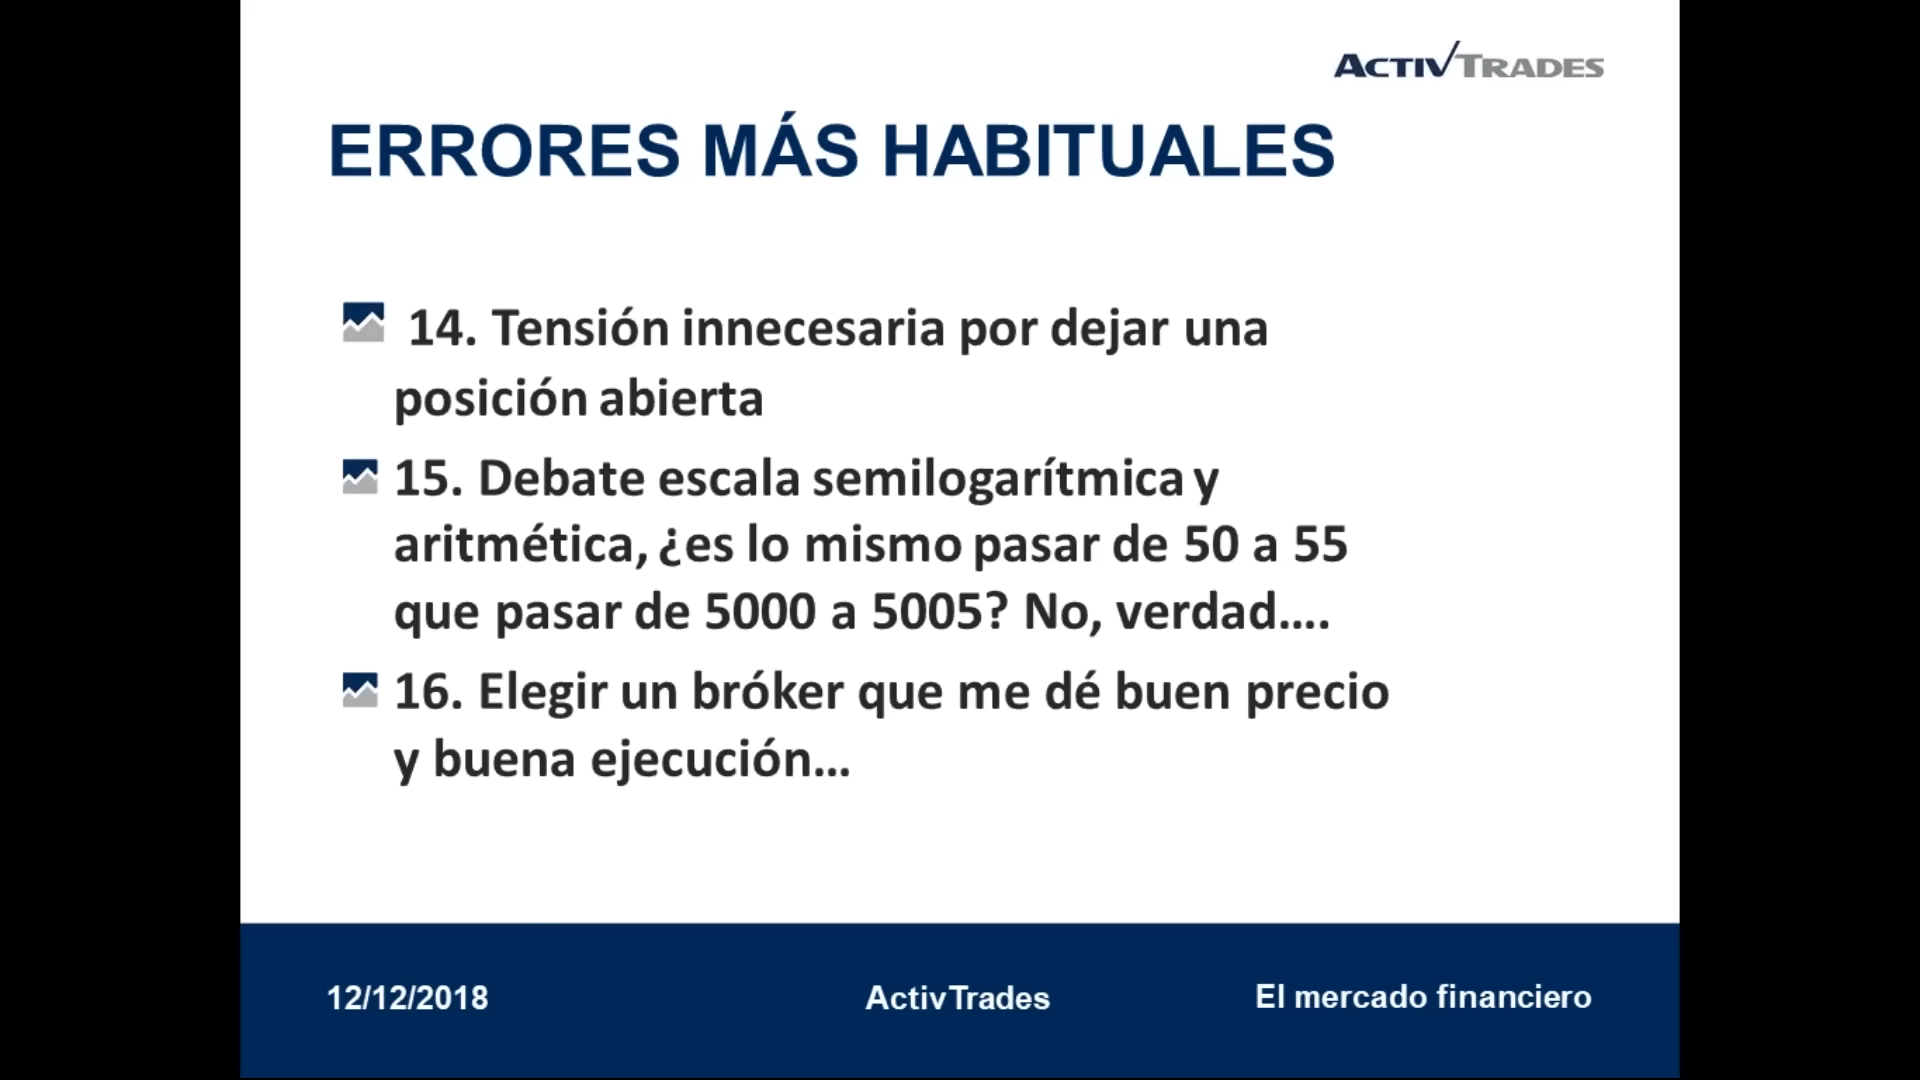 ACTIVTRADES
ERRORES MÁS HABITUALES
14. Tensión innecesaria por dejar una
posición abierta
15. Debate escala semilogarítmica y
aritmética, ¿es lo mismo pasar de 50 a 55
que pasar de 5000 a 5005? No, verdad....
16. Elegir un bróker que me dé buen precio
y buena ejecución...
12/12/2018
ActivTrades
El mercado financiero